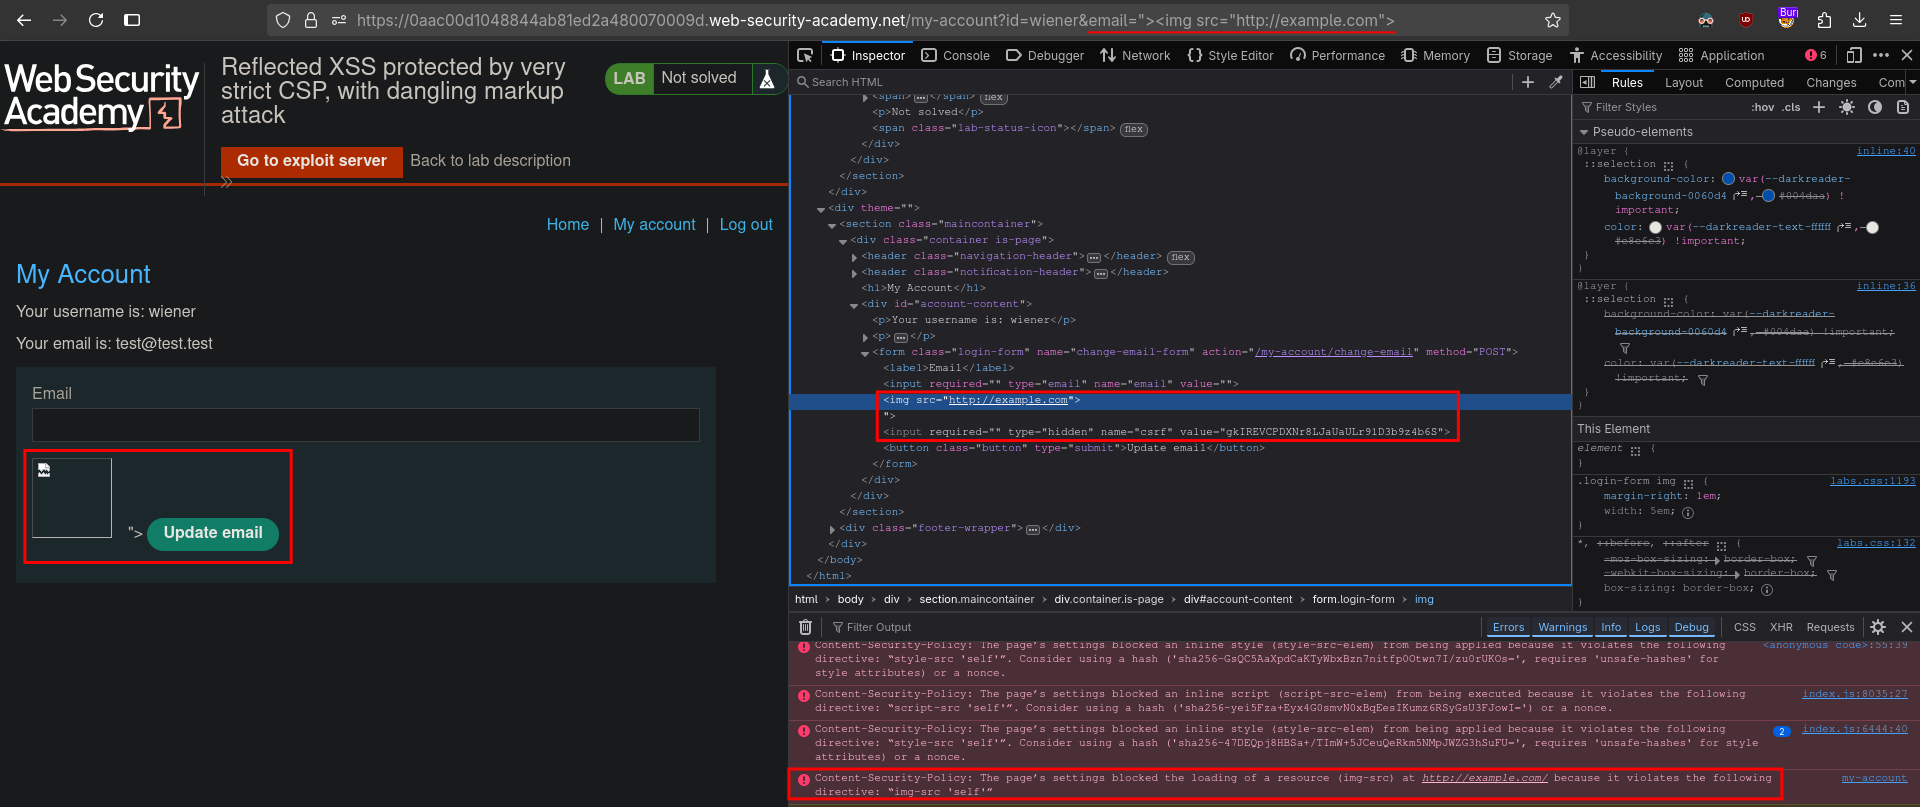 https://0aac00d1048844ab81ed2a480070009d.web-security-academy.net/my-account?id=wiener&email="><img src="http://example.com">
Burp
Web Security
Academy
Reflected XSS protected by very
strict CSP, with dangling markup
attack
LAB
Not solved
Go to exploit server
Back to lab description
Home
My account
Log out
My Account
Your username is: wiener
Your email is: test@test.test
Email
">
Update email
Inspector
Console
Debugger
Network
Style Editor
Performance
Memory
Storage
Accessibility
Application
6
Search HTML
<span></span> flex
<p>Not solved</p>
<span class="lab-status-icon"></span> flex
</div>
</div>
</section>
</div>
<div theme="">
<section class="maincontainer">
<div class="container is-page">
<header class="navigation-header"></header> flex
<header class="notification-header"></header>
<h1>My Account</h1>
<div id="account-content">
<p>Your username is: wiener</p>
<p></p>
<form class="login-form" name="change-email-form" action="/my-account/change-email" method="POST">
<label>Email</label>
<input required="" type="email" name="email" value="">
<img src="http://example.com">
">
<input required="" type="hidden" name="csrf" value="gkIREVCPDXNr8LJaUaULr91D3b9z4b6S">
<button class="button" type="submit">Update email</button>
</form>
</div>
</div>
</section>
<div class="footer-wrapper"></div>
</div>
</body>
</html>
html
body
div
section.maincontainer
div.container.is-page
div#account-content
form.login-form
img
Rules
Layout
Computed
Changes
Com
Filter Styles
:hov .cls
Pseudo-elements
@layer {
inline:40
::selection {
background-color: var(--darkreader-
background-0060d4, #004daa) !
important;
color: var(--darkreader-text-ffffff,
#e8e6e3) !important;
}
}
@layer {
inline:36
::selection {
background-color: var(--darkreader-
background-0060d4, #004daa) !important;
color: var(--darkreader-text-ffffff, #e8e6e3)
!important;
}
}
This Element
element {
}
.login-form img {
labs.css:1193
margin-right: 1em;
width: 5em;
}
*, ::before, ::after {
labs.css:132
-moz-box-sizing: border-box;
-webkit-box-sizing: border-box;
box-sizing: border-box;
}
Filter Output
Errors
Warnings
Info
Logs
Debug
CSS
XHR
Requests
Content-Security-Policy: The page's settings blocked an inline style (style-src-elem) from being applied because it violates the following
<anonymous code>:55:39
directive: “style-src 'self'”. Consider using a hash ('sha256-GsQC5AaXpdCaKTyWbxBzn7nitfp0Otwn7I/zu0rUKOs=', requires 'unsafe-hashes' for
style attributes) or a nonce.
Content-Security-Policy: The page's settings blocked an inline script (script-src-elem) from being executed because it violates the following
index.js:8035:27
directive: “script-src 'self'”. Consider using a hash ('sha256-yei5Fza+Eyx4G0smvN0xBqEesIKumz6RSyGsU3FJowI=') or a nonce.
Content-Security-Policy: The page's settings blocked an inline style (style-src-elem) from being applied because it violates the following
2
index.js:6444:40
directive: “style-src 'self'”. Consider using a hash ('sha256-47DEQpj8HBSa+/TImW+5JCeuQeRkm5NMpJWZG3hSuFU=', requires 'unsafe-hashes' for style
attributes) or a nonce.
Content-Security-Policy: The page's settings blocked the loading of a resource (img-src) at http://example.com/ because it violates the following
my-account
directive: “img-src 'self'”